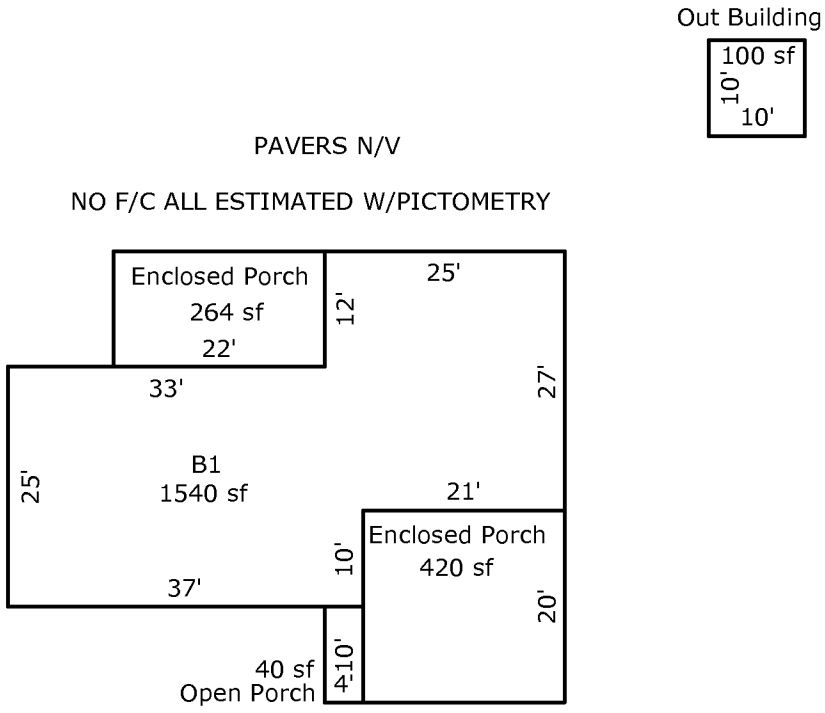 Out Building
100 sf
10'
10'
PAVERS N/V
NO F/C ALL ESTIMATED W/PICTOMETRY
Enclosed Porch
264 sf
22'
12'
25'
33'
27'
25'
B1
1540 sf
21'
Enclosed Porch
420 sf
10'
37'
20'
10'
4'
40 sf
Open Porch